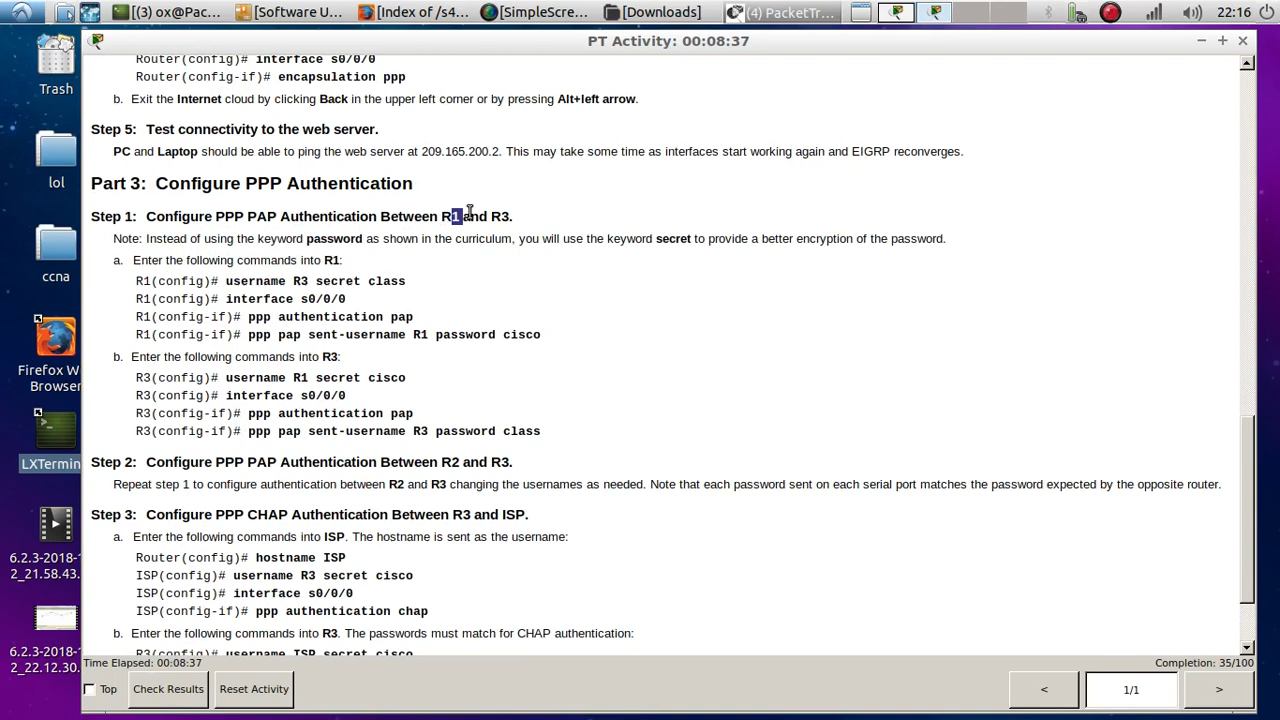 [(3) ox@Pac...
[Software U...
[Index of /s4...
[SimpleScre...
[Downloads]
(4) PacketTr...
22:16
PT Activity: 00:08:37
Trash
lol
ccna
Firefox W
Browser
LXTermin
6.2.3-2018-
2_21.58.43.
6.2.3-2018-
2_22.12.30.
Router(config)# interface s0/0/0
Router(config-if)# encapsulation ppp
b. Exit the Internet cloud by clicking Back in the upper left corner or by pressing Alt+left arrow.
Step 5: Test connectivity to the web server.
PC and Laptop should be able to ping the web server at 209.165.200.2. This may take some time as interfaces start working again and EIGRP reconverges.
Part 3: Configure PPP Authentication
Step 1: Configure PPP PAP Authentication Between R1 and R3.
Note: Instead of using the keyword password as shown in the curriculum, you will use the keyword secret to provide a better encryption of the password.
a. Enter the following commands into R1:
R1(config)# username R3 secret class
R1(config)# interface s0/0/0
R1(config-if)# ppp authentication pap
R1(config-if)# ppp pap sent-username R1 password cisco
b. Enter the following commands into R3:
R3(config)# username R1 secret cisco
R3(config)# interface s0/0/0
R3(config-if)# ppp authentication pap
R3(config-if)# ppp pap sent-username R3 password class
Step 2: Configure PPP PAP Authentication Between R2 and R3.
Repeat step 1 to configure authentication between R2 and R3 changing the usernames as needed. Note that each password sent on each serial port matches the password expected by the opposite router.
Step 3: Configure PPP CHAP Authentication Between R3 and ISP.
a. Enter the following commands into ISP. The hostname is sent as the username:
Router(config)# hostname ISP
ISP(config)# username R3 secret cisco
ISP(config)# interface s0/0/0
ISP(config-if)# ppp authentication chap
b. Enter the following commands into R3. The passwords must match for CHAP authentication:
R3(config)# username ISP secret cisco
Time Elapsed: 00:08:37
Completion: 35/100
Top
Check Results
Reset Activity
<
1/1
>